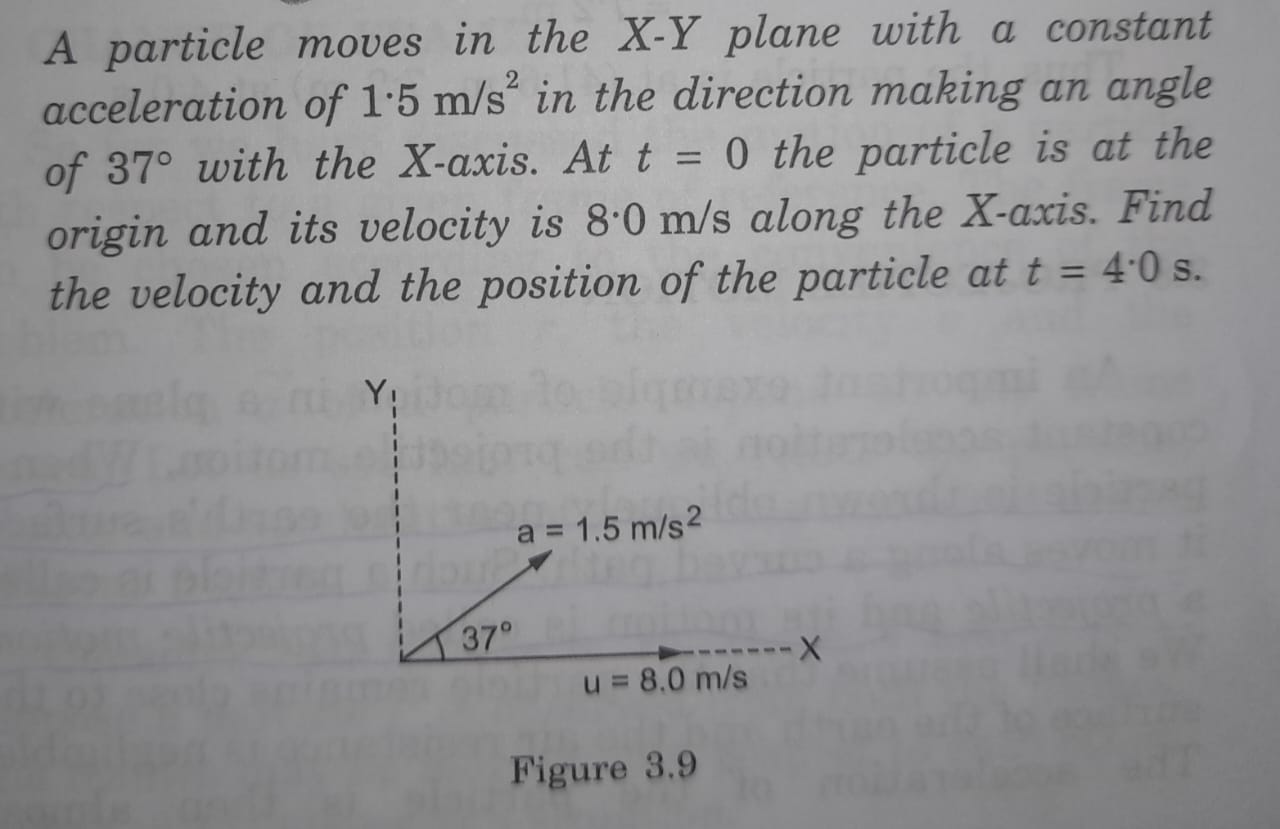 A particle moves in the X-Y plane with a constant
acceleration of 1·5 m/s² in the direction making an angle
of 37° with the X-axis. At t = 0 the particle is at the
origin and its velocity is 8·0 m/s along the X-axis. Find
the velocity and the position of the particle at t = 4·0 s.
Y
a = 1.5 m/s²
37°
X
u = 8.0 m/s
Figure 3.9